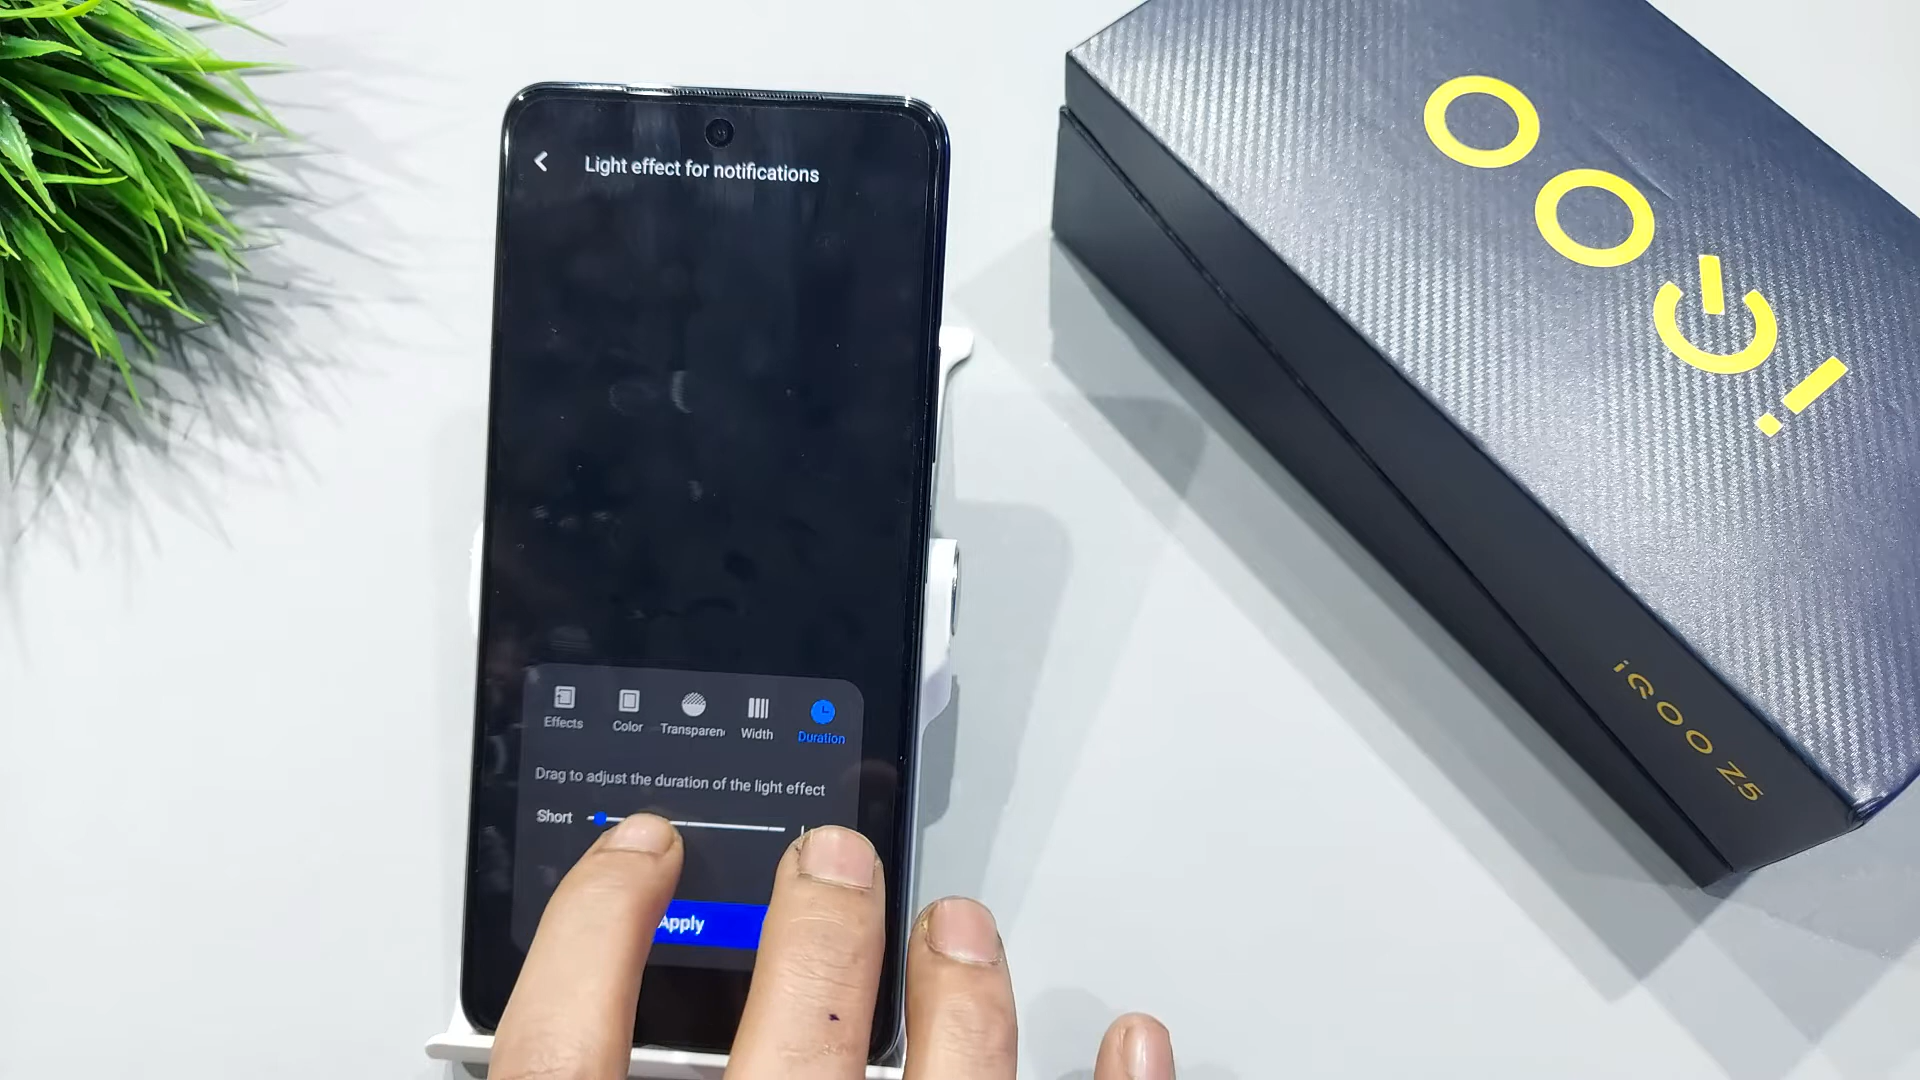 Light effect for notifications
Effects
Color
Transparen
Width
Duration
Drag to adjust the duration of the light effect
Short
Apply
iQOO
iQOO Z5